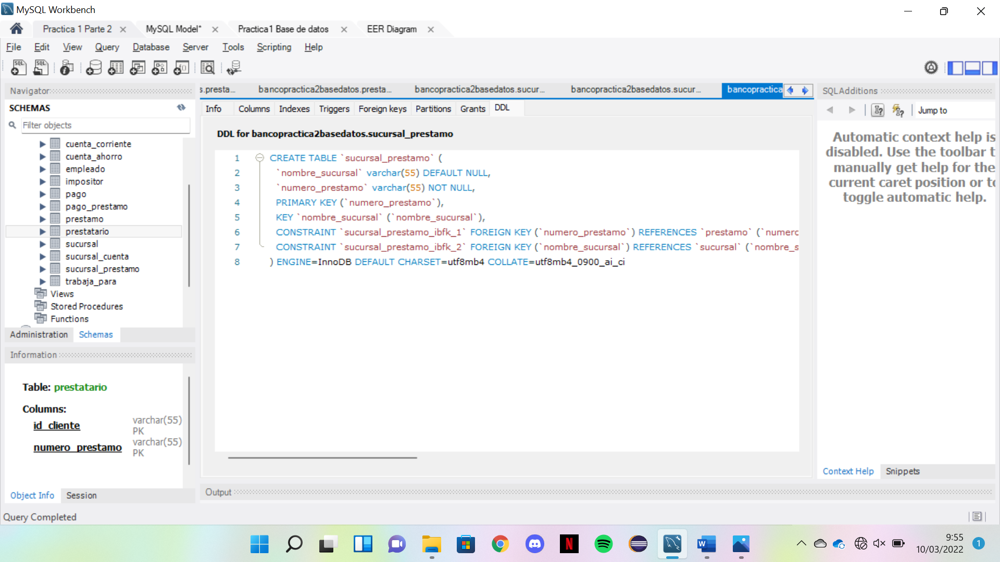 MySQL Workbench
Practica 1 Parte 2
MySQL Model*
Practica1 Base de datos
EER Diagram
File Edit View Query Database Server Tools Scripting Help
Navigator
SCHEMAS
Filter objects
cuenta_corriente
cuenta_ahorro
empleado
impositor
pago
pago_prestamo
prestamo
prestatario
sucursal
sucursal_cuenta
sucursal_prestamo
trabaja_para
Views
Stored Procedures
Functions
Administration Schemas
Information
Table: prestatario
Columns:
id_cliente varchar(55) PK
numero_prestamo varchar(55) PK
Object Info Session
Query Completed
s.presta... bancopractica2basedatos.presta... bancopractica2basedatos.sucur... bancopractica2basedatos.sucur... bancopractica
Info Columns Indexes Triggers Foreign keys Partitions Grants DDL
DDL for bancopractica2basedatos.sucursal_prestamo
1 CREATE TABLE `sucursal_prestamo` (
2 `nombre_sucursal` varchar(55) DEFAULT NULL,
3 `numero_prestamo` varchar(55) NOT NULL,
4 PRIMARY KEY (`numero_prestamo`),
5 KEY `nombre_sucursal` (`nombre_sucursal`),
6 CONSTRAINT `sucursal_prestamo_ibfk_1` FOREIGN KEY (`numero_prestamo`) REFERENCES `prestamo` (`numero
7 CONSTRAINT `sucursal_prestamo_ibfk_2` FOREIGN KEY (`nombre_sucursal`) REFERENCES `sucursal` (`nombre_s
8 ) ENGINE=InnoDB DEFAULT CHARSET=utf8mb4 COLLATE=utf8mb4_0900_ai_ci
Output
SQLAdditions
Jump to
Automatic context help is
disabled. Use the toolbar t
manually get help for the
current caret position or to
toggle automatic help.
Context Help Snippets
9:55
10/03/2022
1